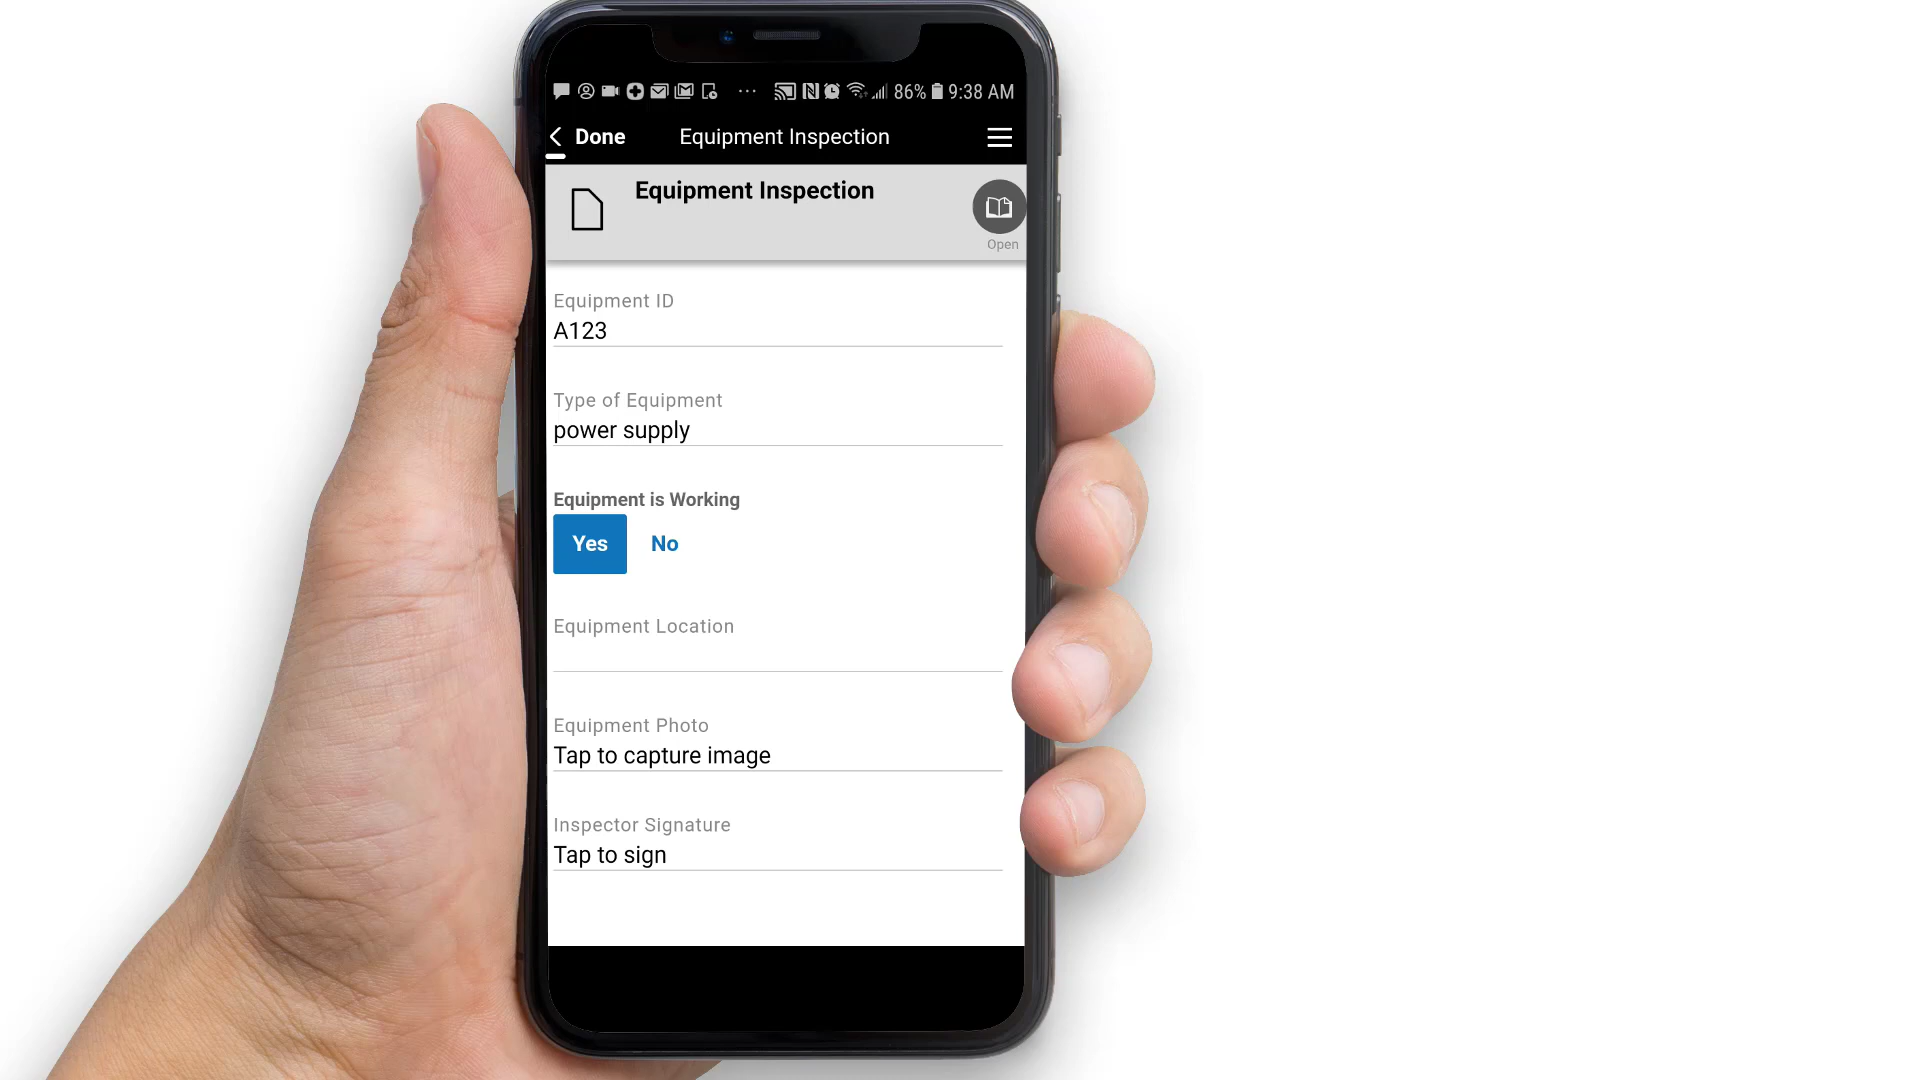 86% 9:38 AM
Done Equipment Inspection
Equipment Inspection
Open
Equipment ID
A123
Type of Equipment
power supply
Equipment is Working
Yes No
Equipment Location
Equipment Photo
Tap to capture image
Inspector Signature
Tap to sign